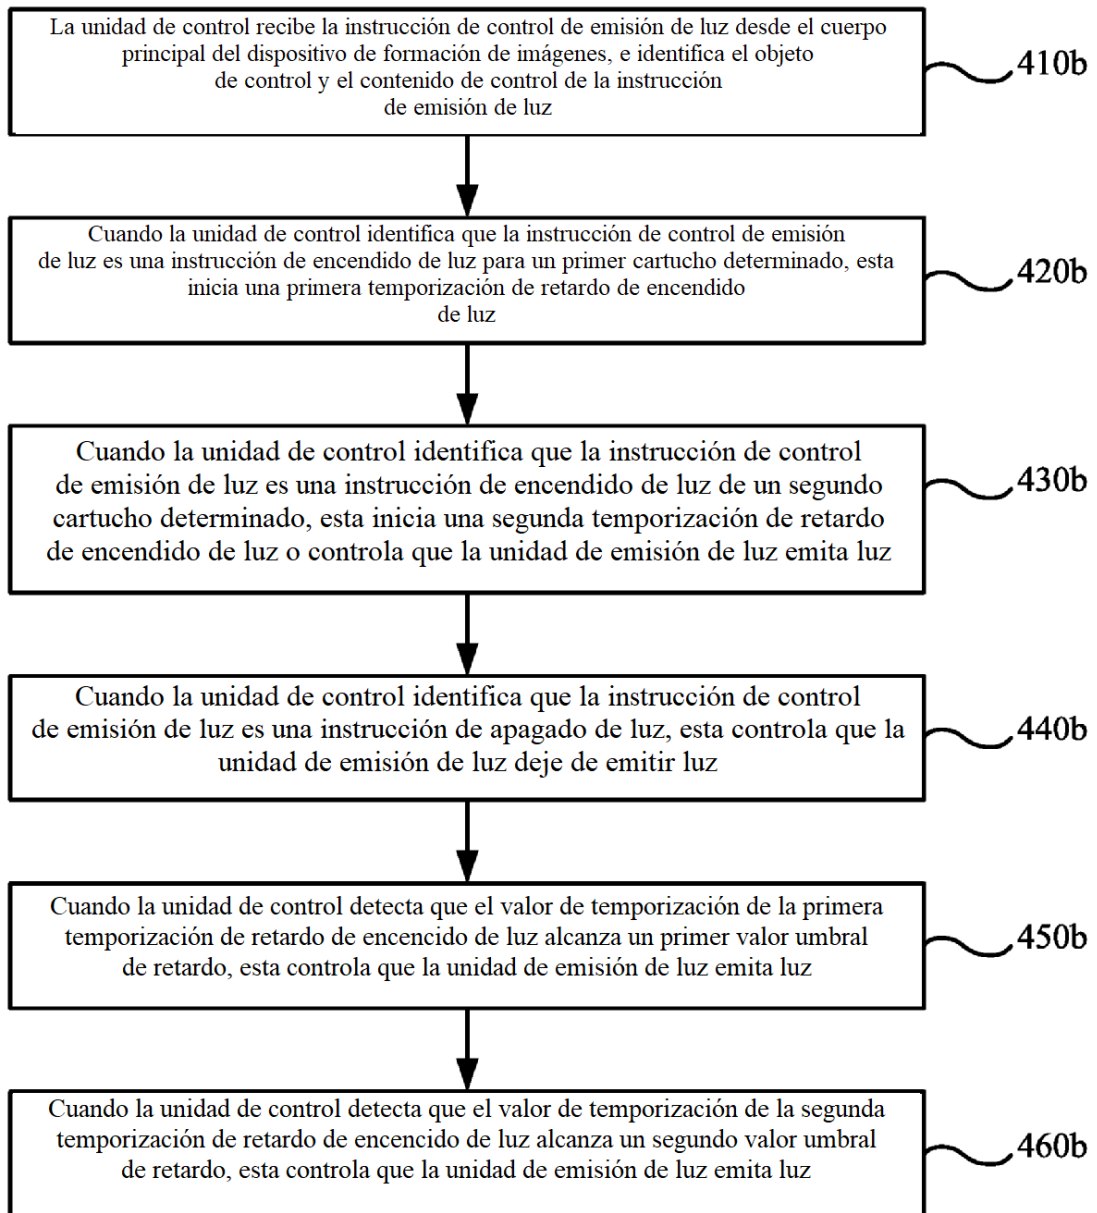 La unidad de control recibe la instrucción de control de emisión de luz desde el cuerpo
principal del dispositivo de formación de imágenes, e identifica el objeto
de control y el contenido de control de la instrucción
de emisión de luz
410b
Cuando la unidad de control identifica que la instrucción de control de emisión
de luz es una instrucción de encendido de luz para un primer cartucho determinado, esta
inicia una primera temporización de retardo de encendido
de luz
420b
Cuando la unidad de control identifica que la instrucción de control
de emisión de luz es una instrucción de encendido de luz de un segundo
cartucho determinado, esta inicia una segunda temporización de retardo
de encendido de luz o controla que la unidad de emisión de luz emita luz
430b
Cuando la unidad de control identifica que la instrucción de control
de emisión de luz es una instrucción de apagado de luz, esta controla que la
unidad de emisión de luz deje de emitir luz
440b
Cuando la unidad de control detecta que el valor de temporización de la primera
temporización de retardo de encencido de luz alcanza un primer valor umbral
de retardo, esta controla que la unidad de emisión de luz emita luz
450b
Cuando la unidad de control detecta que el valor de temporización de la segunda
temporización de retardo de encencido de luz alcanza un segundo valor umbral
de retardo, esta controla que la unidad de emisión de luz emita luz
460b